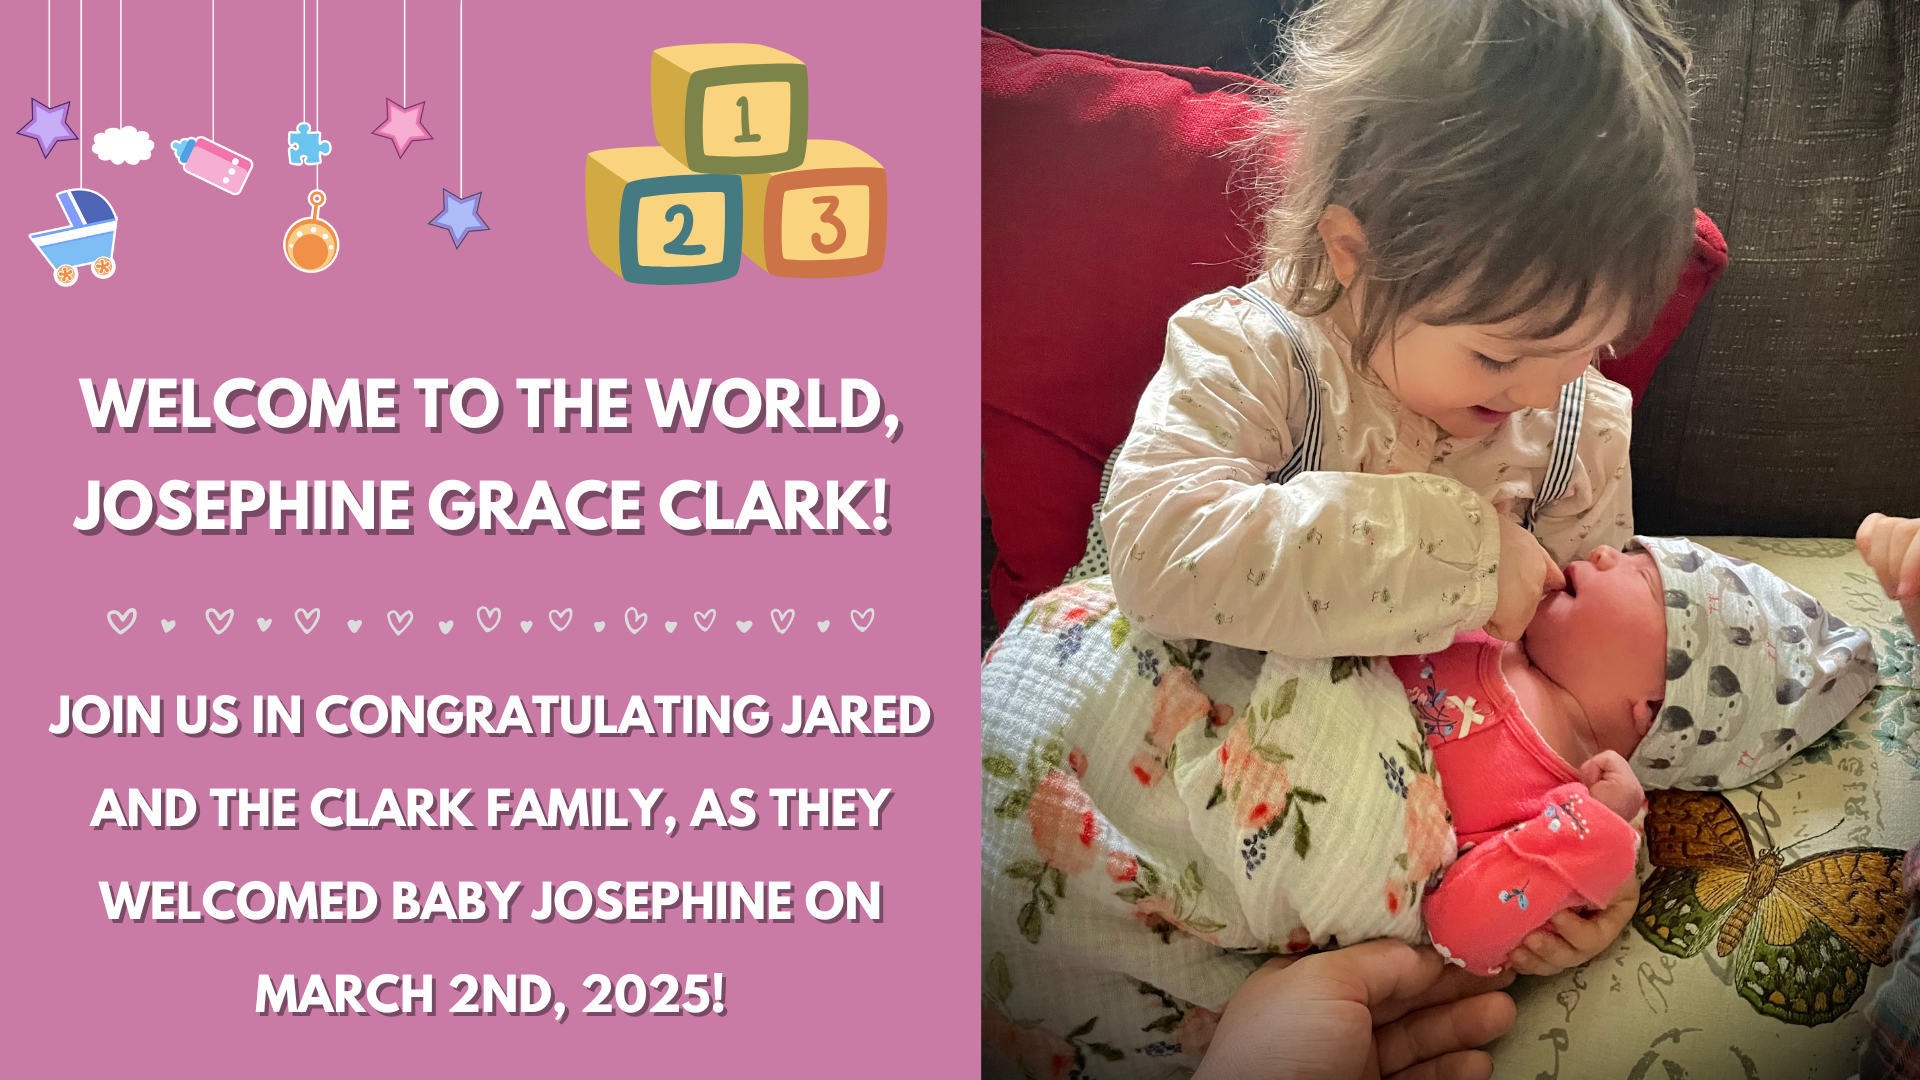 1
2
3
WELCOME TO THE WORLD,
JOSEPHINE GRACE CLARK!
JOIN US IN CONGRATULATING JARED
AND THE CLARK FAMILY, AS THEY
WELCOMED BABY JOSEPHINE ON
MARCH 2ND, 2025!